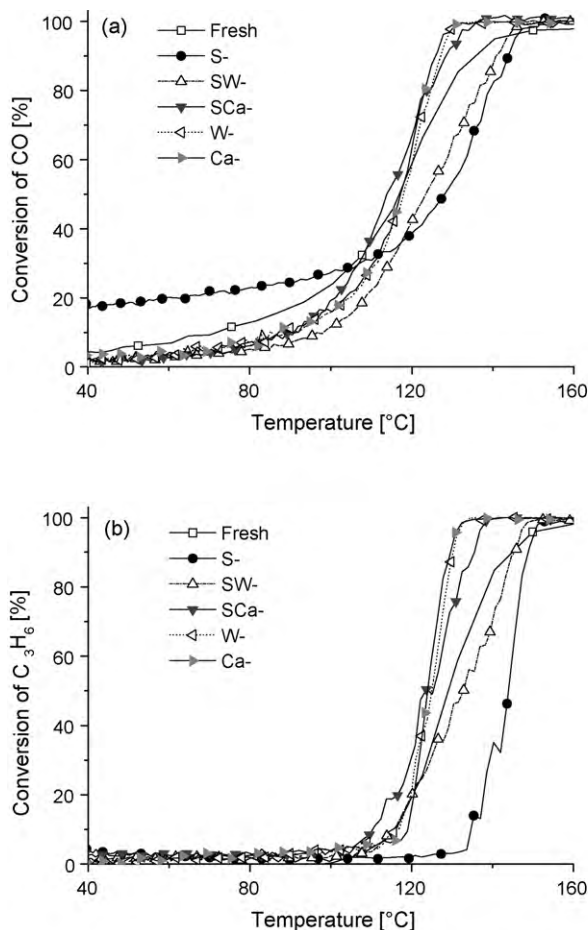 (a)
Fresh
S-
SW-
SCa-
W-
Ca-
Conversion of CO [%]
100
80
60
40
20
0
40 80 120 160
Temperature [°C]
(b)
Fresh
S-
SW-
SCa-
W-
Ca-
Conversion of C3H6 [%]
100
80
60
40
20
0
40 80 120 160
Temperature [°C]